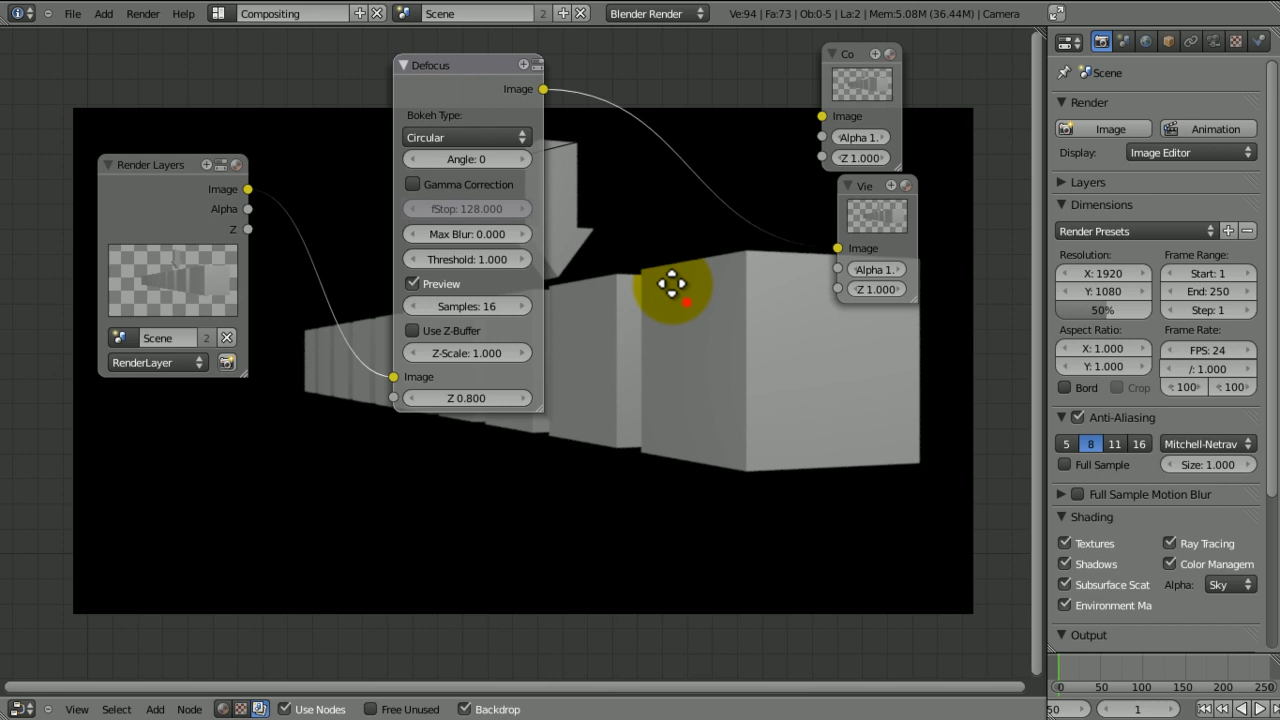 File Add Render Help Compositing Scene 2 Blender Render Ve:94 | Fa:73 | Ob:0-5 | La:2 | Mem:5.08M (36.44M) | Camera
Defocus
Image
Bokeh Type:
Circular
Angle: 0
Gamma Correction
fStop: 128.000
Max Blur: 0.000
Threshold: 1.000
Preview
Samples: 16
Use Z-Buffer
Z-Scale: 1.000
Image
Z 0.800
Render Layers
Image
Alpha
Z
Scene 2
RenderLayer
Co
Image
Alpha 1.
Z 1.000
Vie
Image
Alpha 1.
Z 1.000
Scene
Render
Image Animation
Display: Image Editor
Layers
Dimensions
Render Presets
Resolution: Frame Range:
X: 1920 Start: 1
Y: 1080 End: 250
50% Step: 1
Aspect Ratio: Frame Rate:
X: 1.000 FPS: 24
Y: 1.000 /: 1.000
Bord Crop : 100 : 100
Anti-Aliasing
5 8 11 16 Mitchell-Netrav
Full Sample Size: 1.000
Full Sample Motion Blur
Shading
Textures Ray Tracing
Shadows Color Managem
Subsurface Scat Alpha: Sky
Environment Ma
Output
0 50 100 150 200 250
50 1
View Select Add Node Use Nodes Free Unused Backdrop